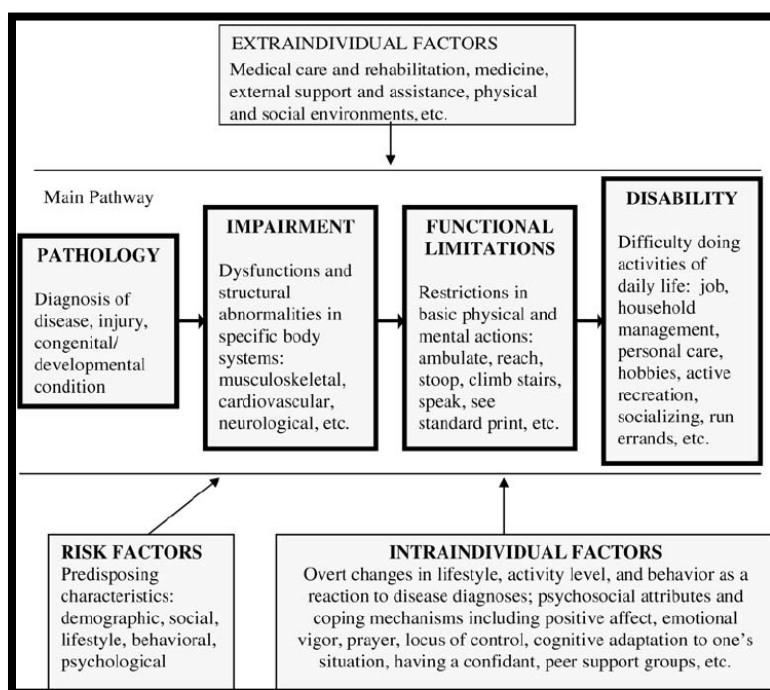 EXTRAINDIVIDUAL FACTORS
Medical care and rehabilitation, medicine,
external support and assistance, physical
and social environments, etc.
Main Pathway
PATHOLOGY
Diagnosis of
disease, injury,
congenital/
developmental
condition
IMPAIRMENT
Dysfunctions and
structural
abnormalities in
specific body
systems:
musculoskeletal,
cardiovascular,
neurological, etc.
FUNCTIONAL
LIMITATIONS
Restrictions in
basic physical and
mental actions:
ambulate, reach,
stoop, climb stairs,
speak, see
standard print, etc.
DISABILITY
Difficulty doing
activities of
daily life: job,
household
management,
personal care,
hobbies, active
recreation,
socializing, run
errands, etc.
RISK FACTORS
Predisposing
characteristics:
demographic, social,
lifestyle, behavioral,
psychological
INTRAINDIVIDUAL FACTORS
Overt changes in lifestyle, activity level, and behavior as a
reaction to disease diagnoses; psychosocial attributes and
coping mechanisms including positive affect, emotional
vigor, prayer, locus of control, cognitive adaptation to one's
situation, having a confidant, peer support groups, etc.